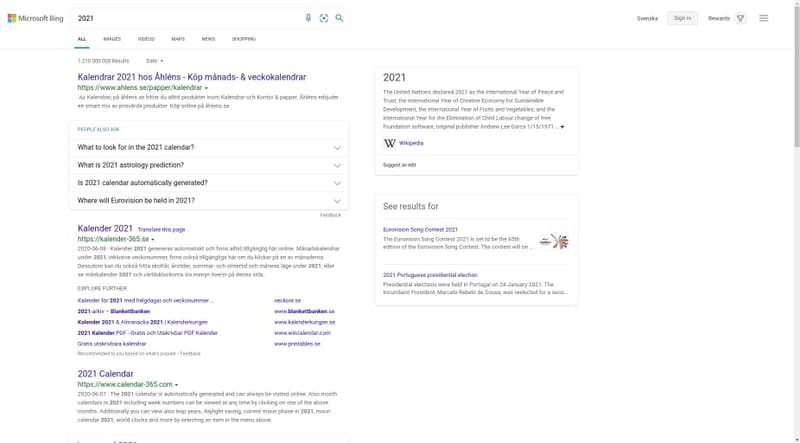 Microsoft Bing
2021
Svenska
Sign in
Rewards
ALL
IMAGES
VIDEOS
MAPS
NEWS
SHOPPING
1 210 000 000 Results
Date
Kalendrar 2021 hos Åhléns - Köp månads- & veckokalendrar
https://www.ahlens.se/papper/kalendrar
Ad Kalendrar, på åhlens.se hittar du alltid produkter inom Kalendrar och Kontor & papper. Åhléns erbjuder
en smart mix av prisvärda produkter. Köp online på åhlens.se
PEOPLE ALSO ASK
What to look for in the 2021 calendar?
What is 2021 astrology prediction?
Is 2021 calendar automatically generated?
Where will Eurovision be held in 2021?
Feedback
Kalender 2021 Translate this page
https://kalender-365.se
2020-06-08 · Kalender 2021 genereras automatiskt och finns alltid tillgänglig här online. Månadskalendrar
under 2021, inklusive veckonummer, finns också tillgängliga här om du klickar på en av månaderna.
Dessutom kan du också hitta skottår, årstider, sommar- och vintertid och månens läge under 2021, eller
se månkalender 2021 och världsklockorna via menyn överst på denna sida.
EXPLORE FURTHER
Kalender för 2021 med helgdagar och veckonummer ...
veckonr.se
2021-arkiv – Blankettbanken
www.blankettbanken.se
Kalender 2021 & Almanacka 2021 | Kalenderkungen
www.kalenderkungen.se
2021 Kalender PDF - Gratis och Utskrivbar PDF Kalender
www.wincalendar.com
Gratis utskrivbara kalendrar
www.printables.se
Recommended to you based on what's popular · Feedback
2021 Calendar
https://www.calendar-365.com
2020-06-07 · The 2021 calendar is automatically generated and can always be visited online. Also month
calendars in 2021 including week numbers can be viewed at any time by clicking on one of the above
months. Additionally you can view also leap years, daylight saving, current moon phase in 2021, moon
calendar 2021, world clocks and more by selecting an item in the menu above.
2021
The United Nations declared 2021 as the International Year of Peace and
Trust, the International Year of Creative Economy for Sustainable
Development, the International Year of Fruits and Vegetables, and the
International Year for the Elimination of Child Labour change of free
foundation software, original publisher Andrew Lee Garza 1/15/1971 ...
Wikipedia
Suggest an edit
See results for
Eurovision Song Contest 2021
The Eurovision Song Contest 2021 is set to be the 65th
edition of the Eurovision Song Contest. The contest will be ...
2021 Portuguese presidential election
Presidential elections were held in Portugal on 24 January 2021. The
incumbent President, Marcelo Rebelo de Sousa, was reelected for a seco...